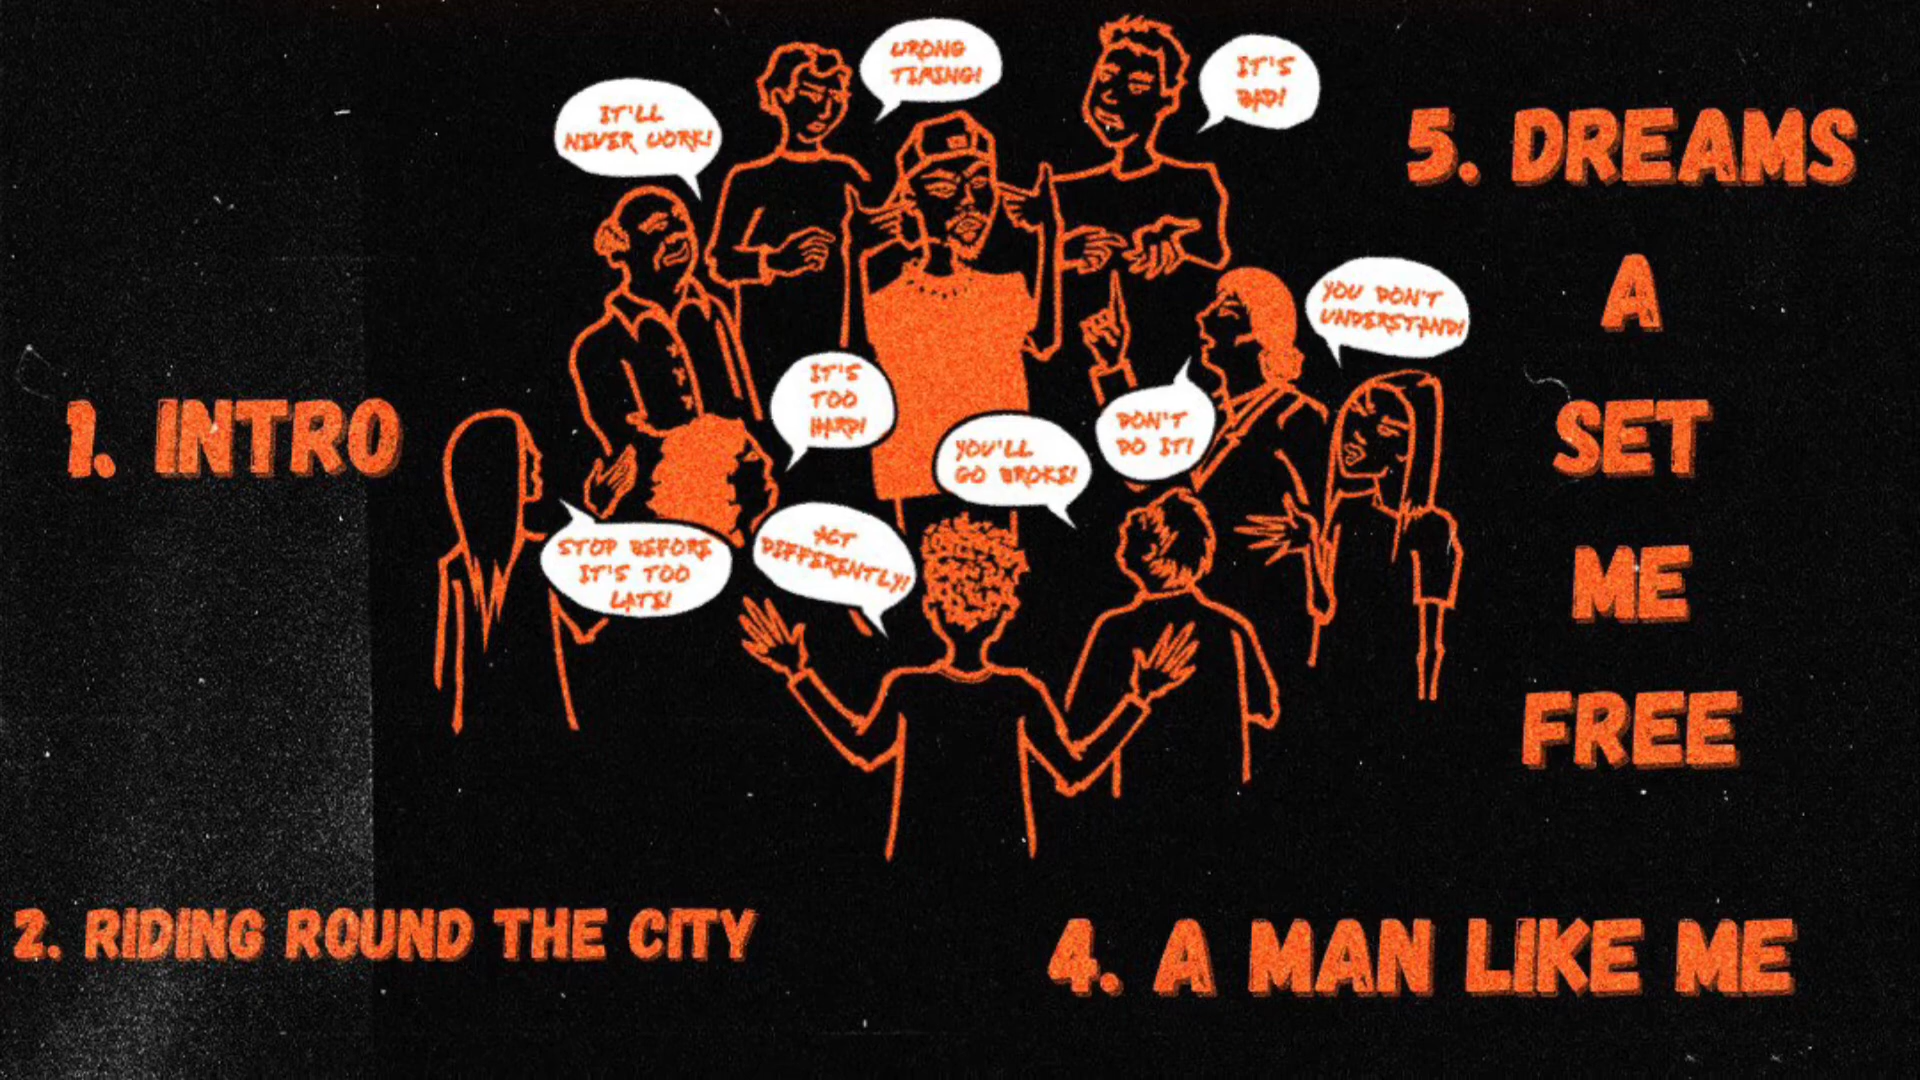 IT'LL
NEVER WORK!
WRONG
TIMING!
IT'S
BAD!
5. DREAMS
A
SET
ME
FREE
YOU DON'T
UNDERSTAND!
IT'S
TOO
HARD!
DON'T
DO IT!
YOU'LL
GO BROKE!
1. INTRO
STOP BEFORE
IT'S TOO
LATE!
ACT
DIFFERENTLY!
2. RIDING ROUND THE CITY
4. A MAN LIKE ME